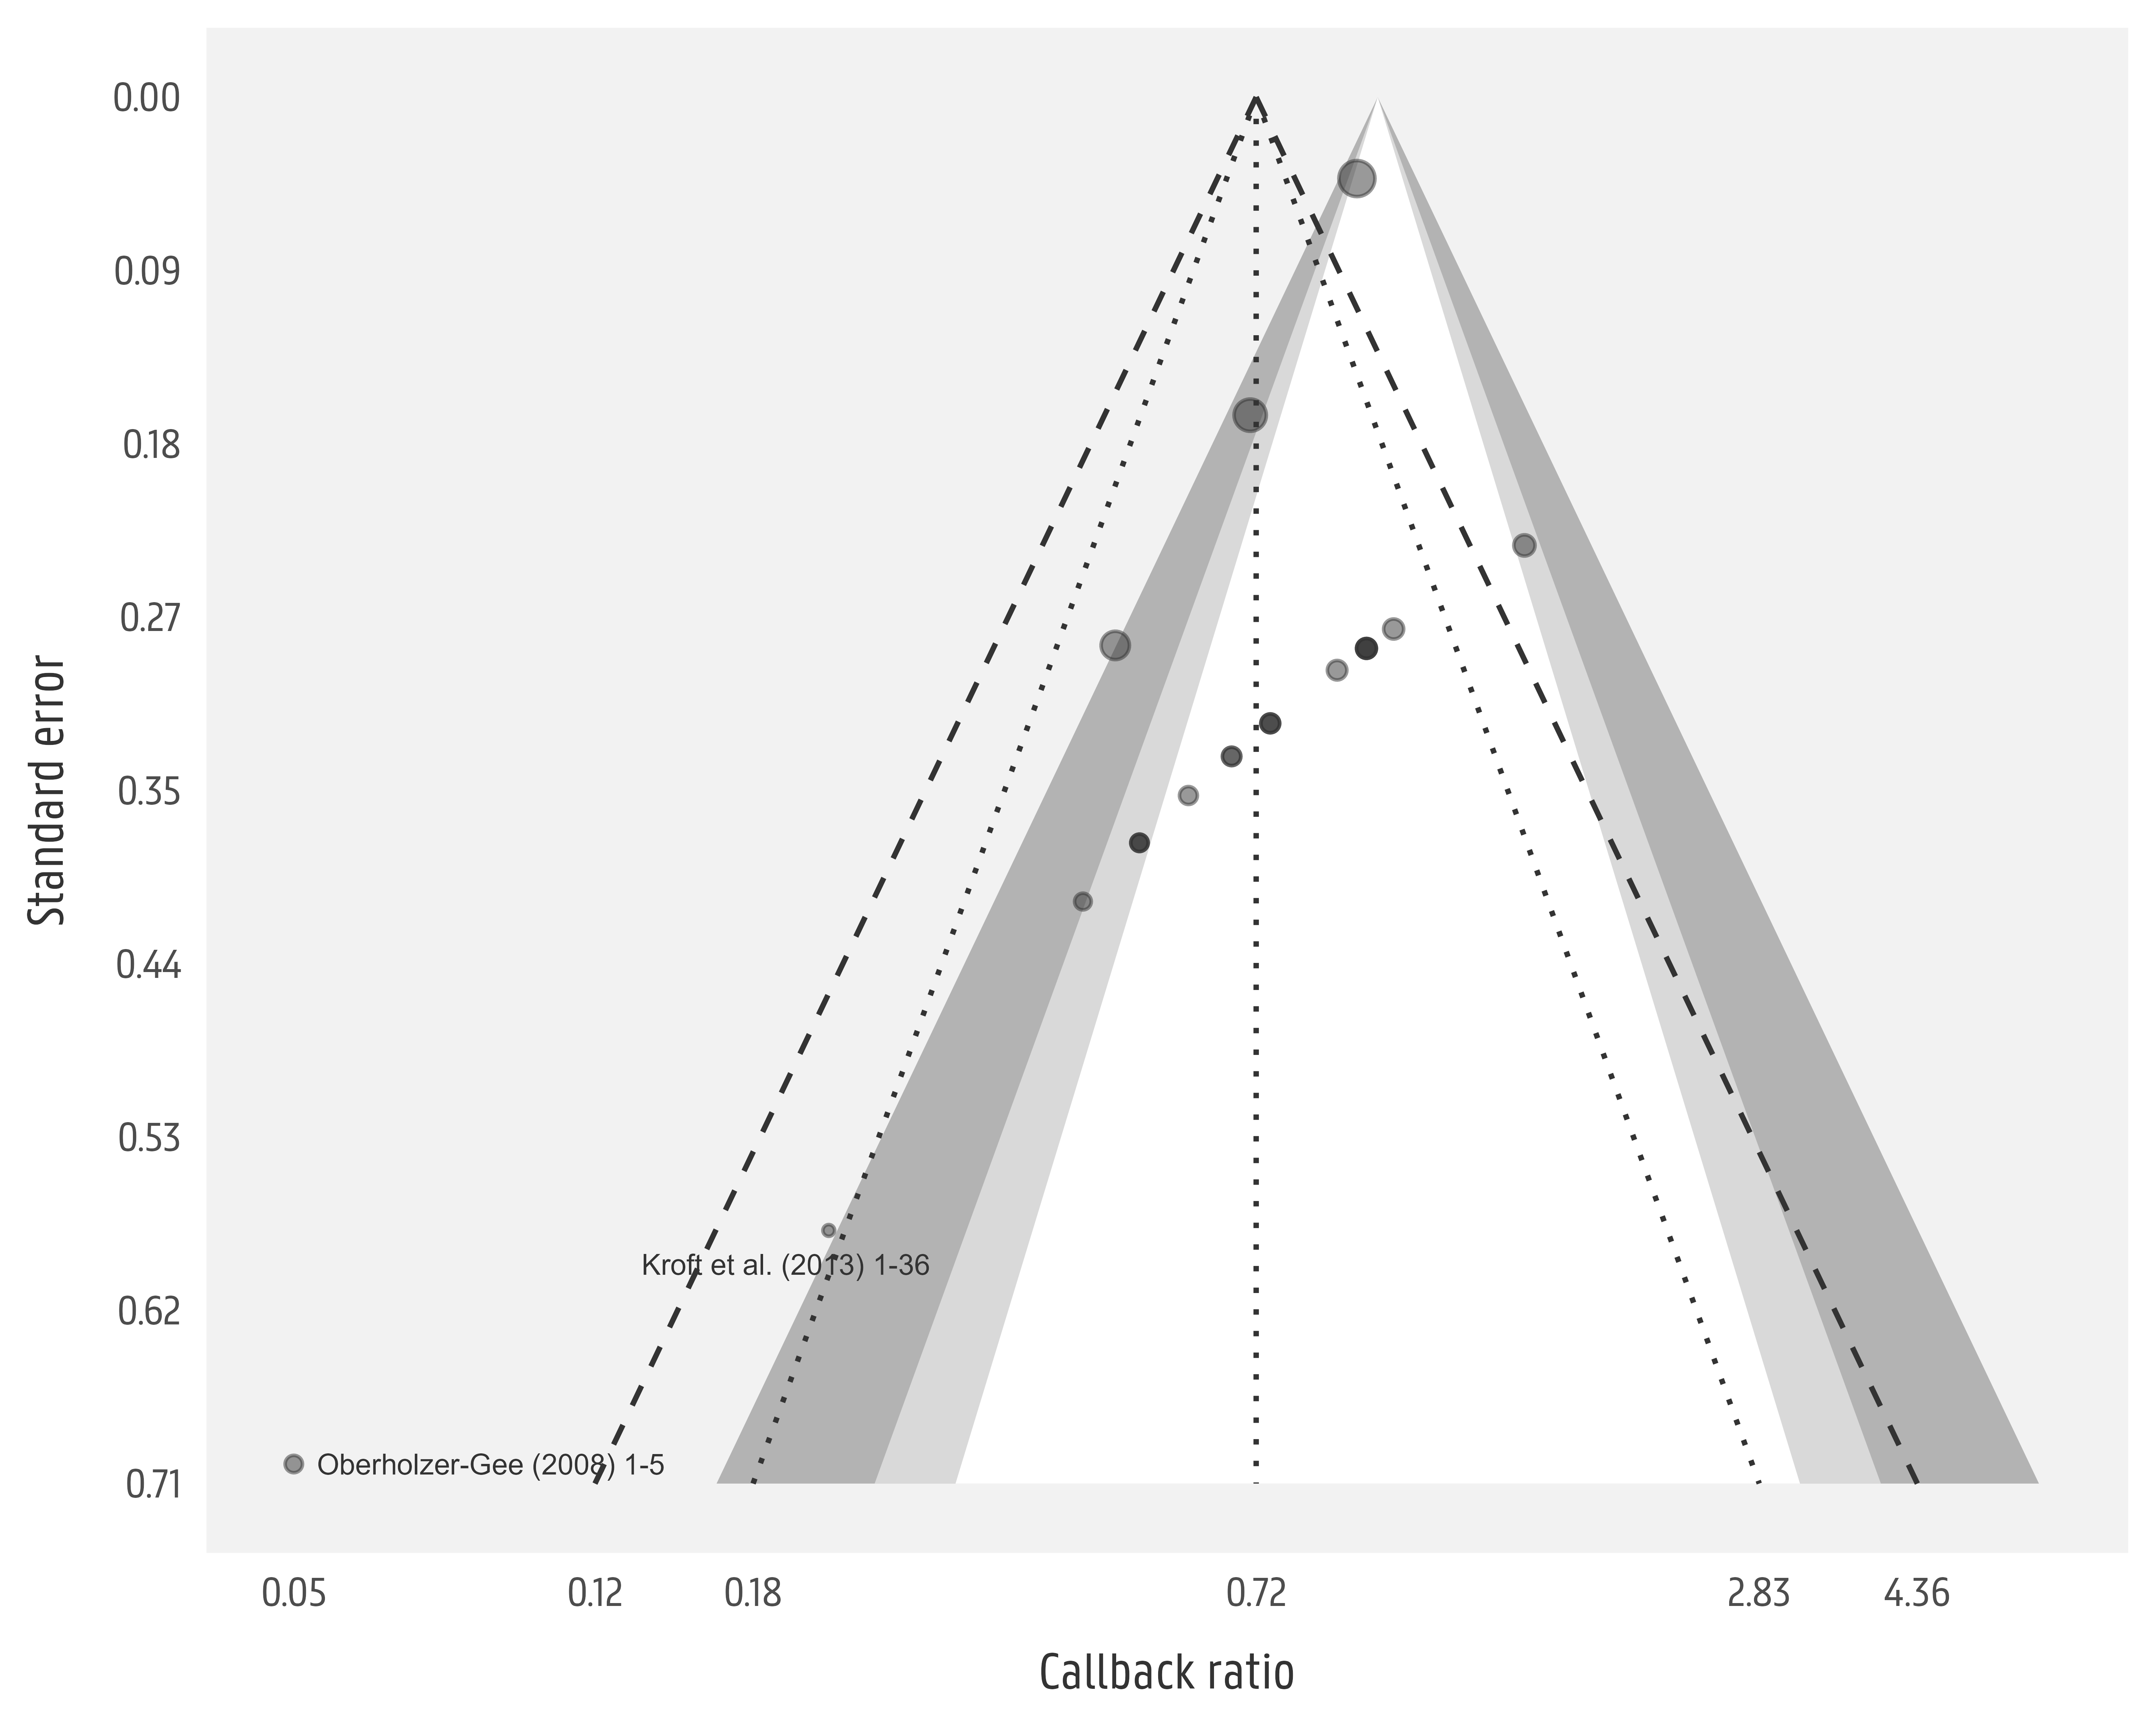 0.00
0.09
0.18
0.27
0.35
0.44
0.53
0.62
0.71
Standard error
Kroft et al. (2013) 1-36
Oberholzer-Gee (2008) 1-5
0.05 0.12 0.18 0.72 2.83 4.36
Callback ratio